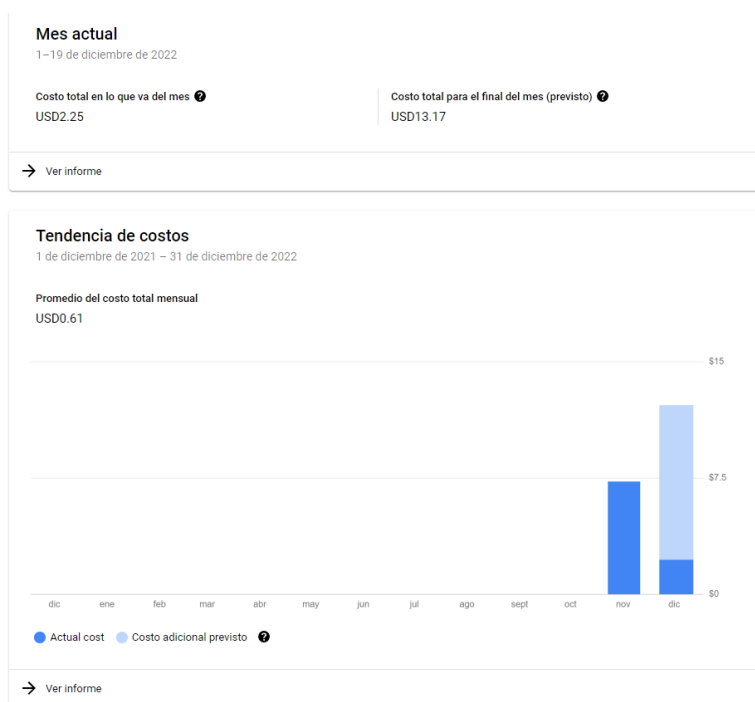 Mes actual
1–19 de diciembre de 2022
Costo total en lo que va del mes
Costo total para el final del mes (previsto)
USD2.25
USD13.17
Ver informe
Tendencia de costos
1 de diciembre de 2021 – 31 de diciembre de 2022
Promedio del costo total mensual
USD0.61
$15
$7.5
$0
dic ene feb mar abr may jun jul ago sept oct nov dic
Actual cost Costo adicional previsto
Ver informe